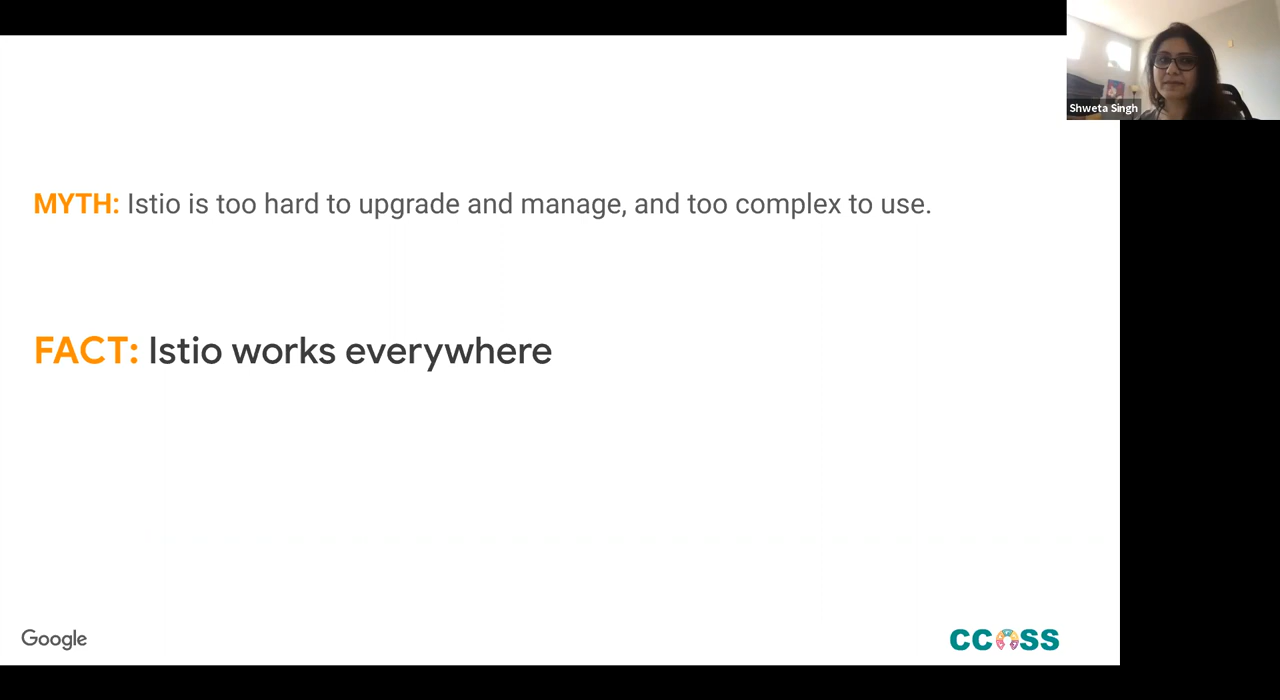 Shweta Singh
MYTH: Istio is too hard to upgrade and manage, and too complex to use.
FACT: Istio works everywhere
Google
CCOSS